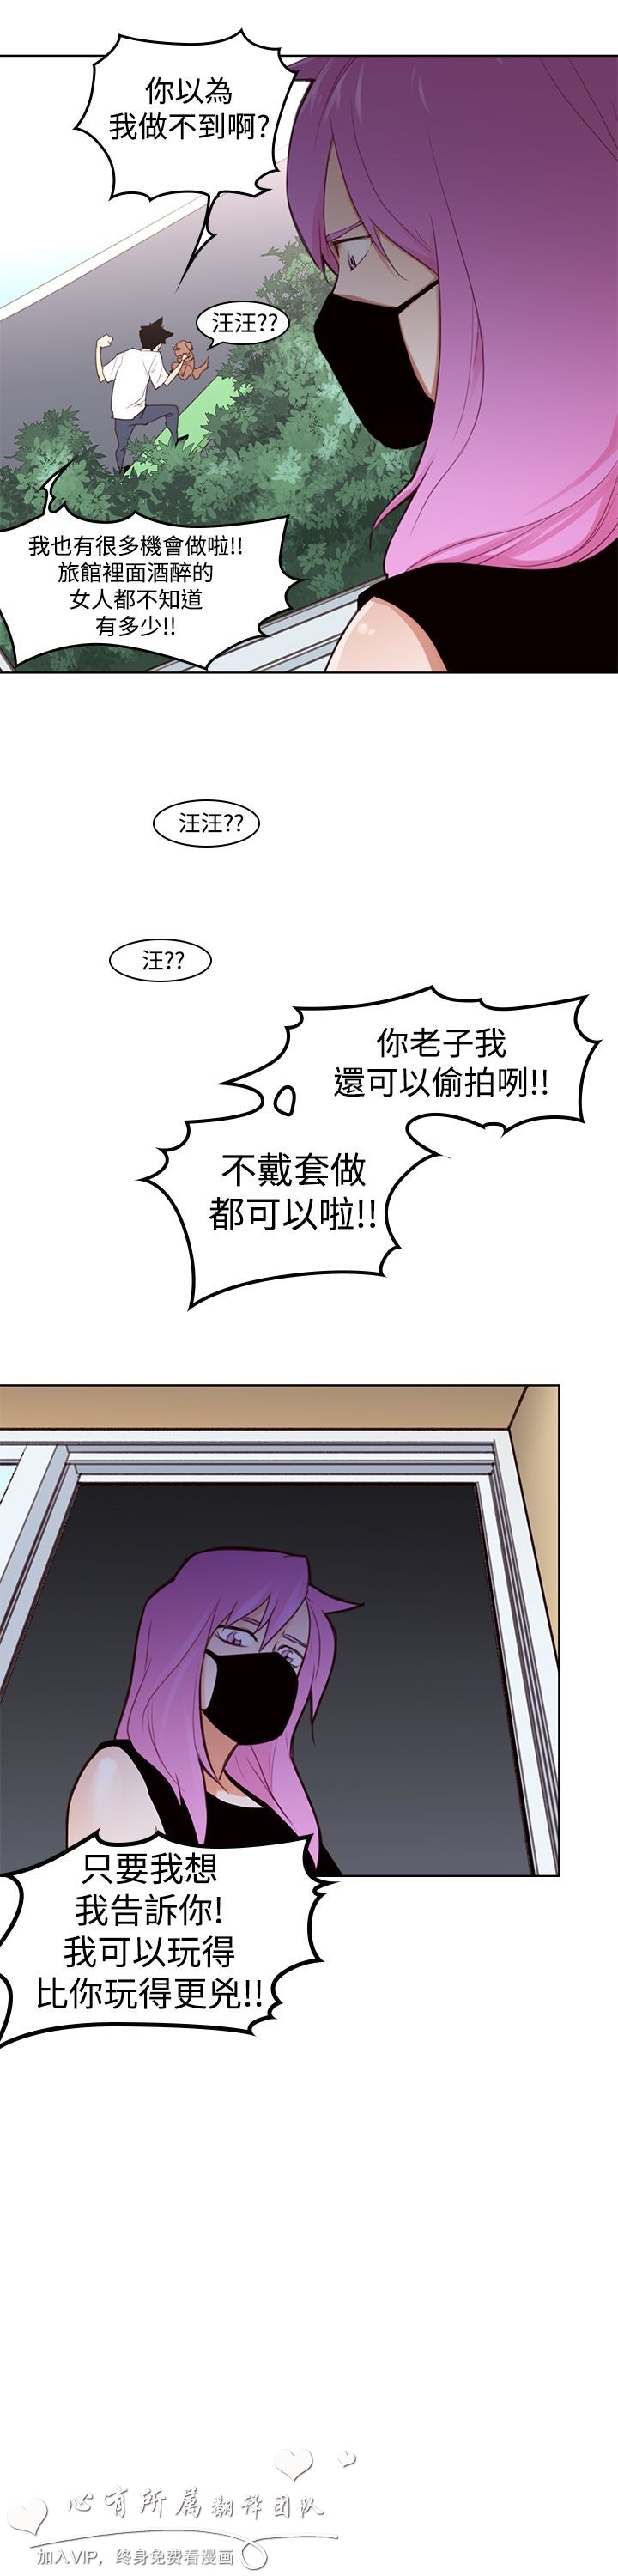 你以為
我做不到啊?
汪汪??
我也有很多機會做啦!!
旅館裡面酒醉的
女人都不知道
有多少!!
汪汪??
汪??
你老子我
還可以偷拍咧!!
不戴套做
都可以啦!!
只要我想
我告訴你!
我可以玩得
比你玩得更兇!!
心有所属翻译团队
加入VIP，终身免费看漫画